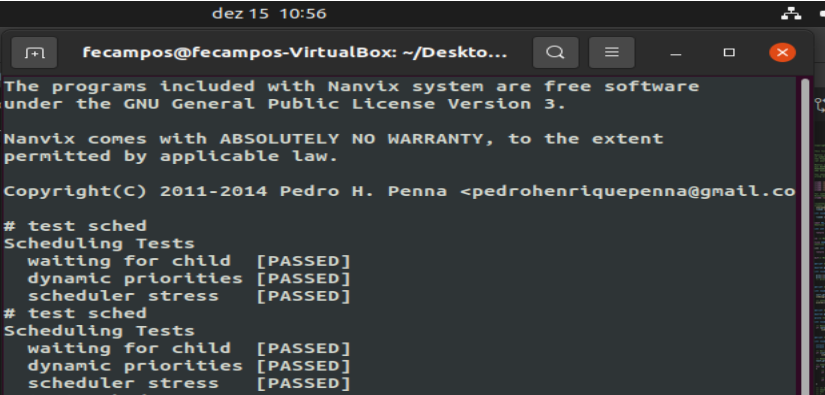 dez 15 10:56
fecampos@fecampos-VirtualBox: ~/Deskto...
The programs included with Nanvix system are free software
under the GNU General Public License Version 3.
Nanvix comes with ABSOLUTELY NO WARRANTY, to the extent
permitted by applicable law.
Copyright(C) 2011-2014 Pedro H. Penna <pedrohenriquepenna@gmail.co
# test sched
Scheduling Tests
waiting for child [PASSED]
dynamic priorities [PASSED]
scheduler stress [PASSED]
# test sched
Scheduling Tests
waiting for child [PASSED]
dynamic priorities [PASSED]
scheduler stress [PASSED]